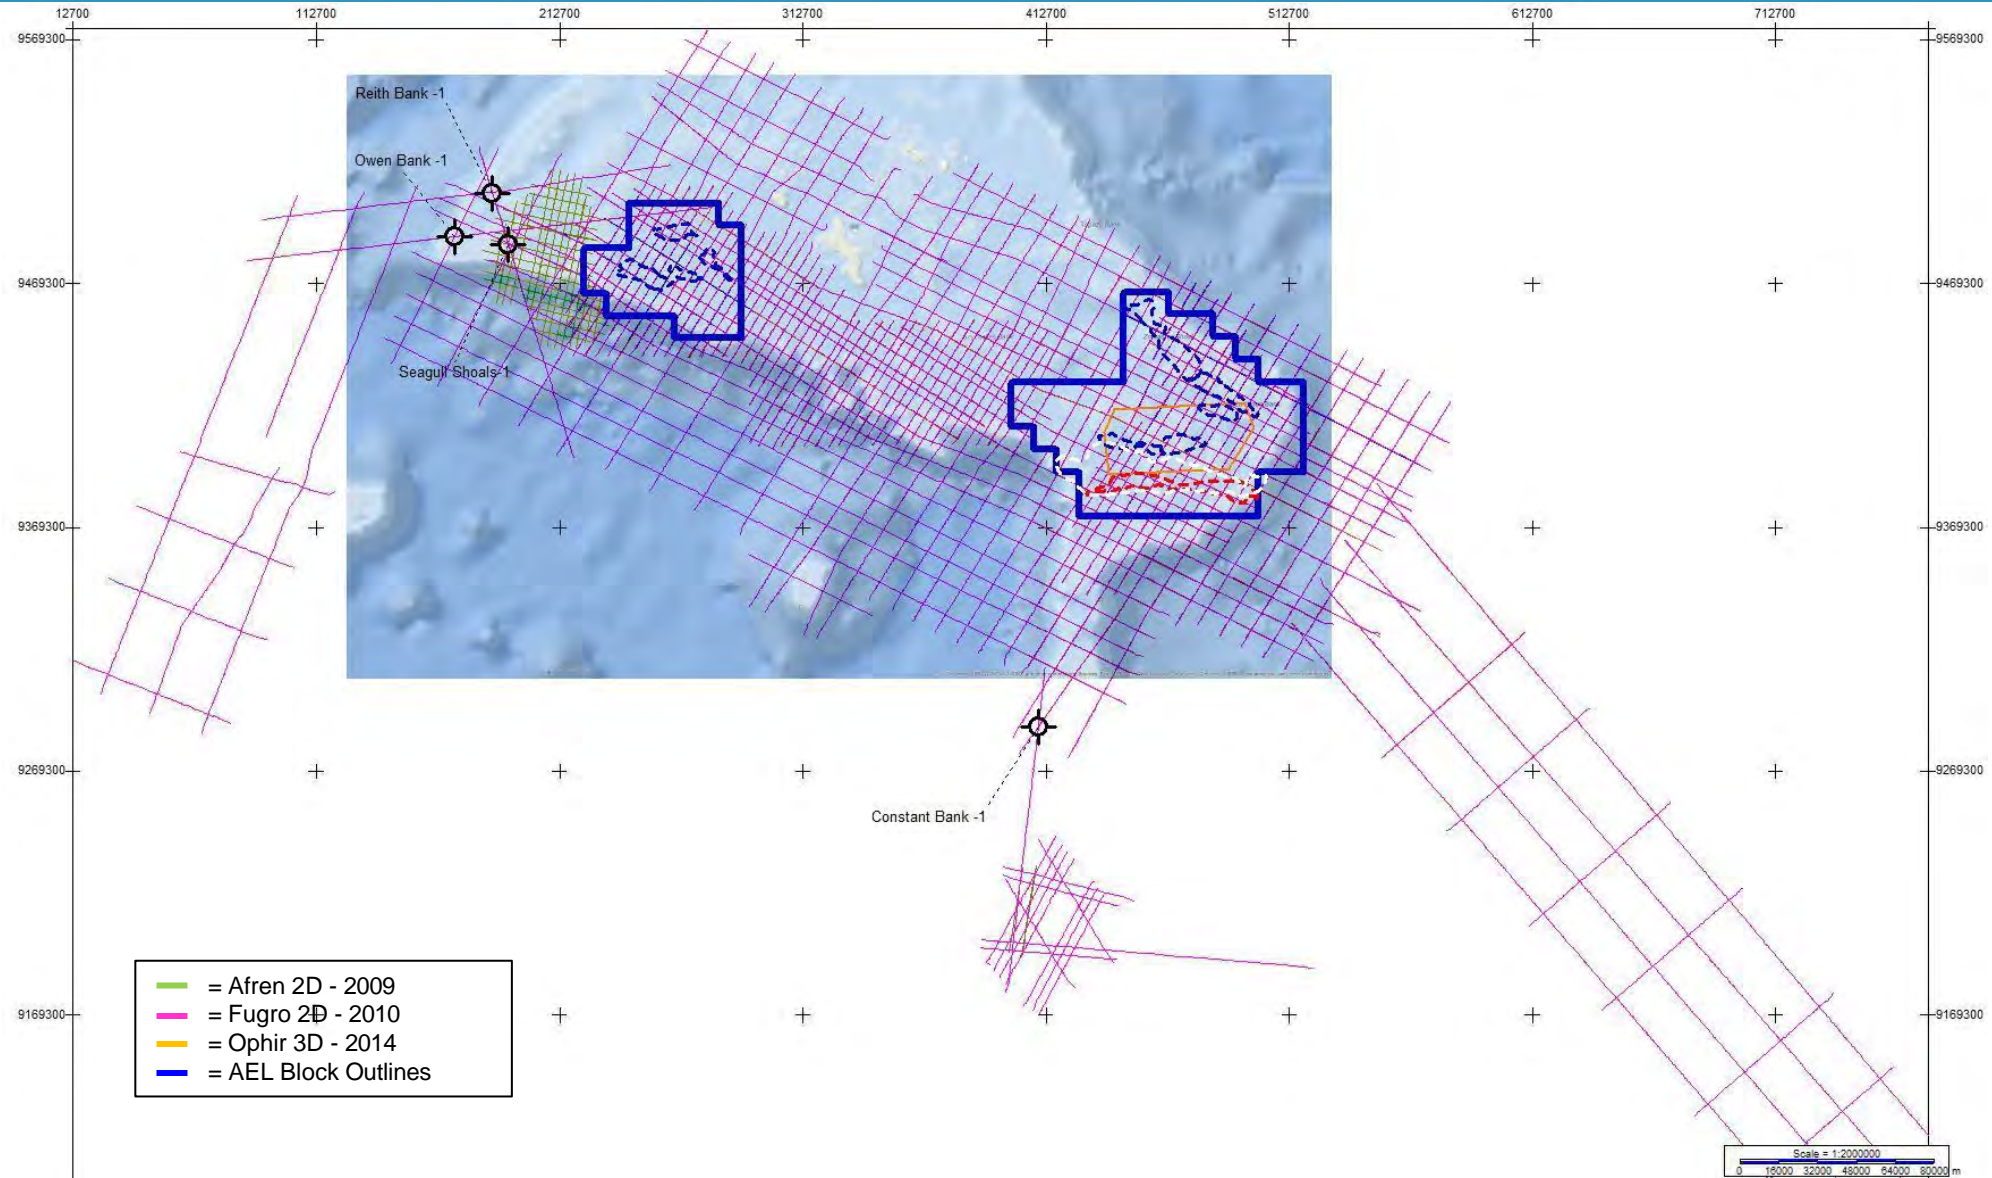 12700 112700 212700 312700 412700 512700 612700 712700
9569300 9569300
Reith Bank -1
Owen Bank -1
9469300 9469300
Seagull Shoals-1
9369300 9369300
9269300 9269300
Constant Bank -1
= Afren 2D - 2009
= Fugro 2D - 2010
9169300 9169300
= Ophir 3D - 2014
= AEL Block Outlines
Scale = 1:2000000
0 16000 32000 48000 64000 80000 m